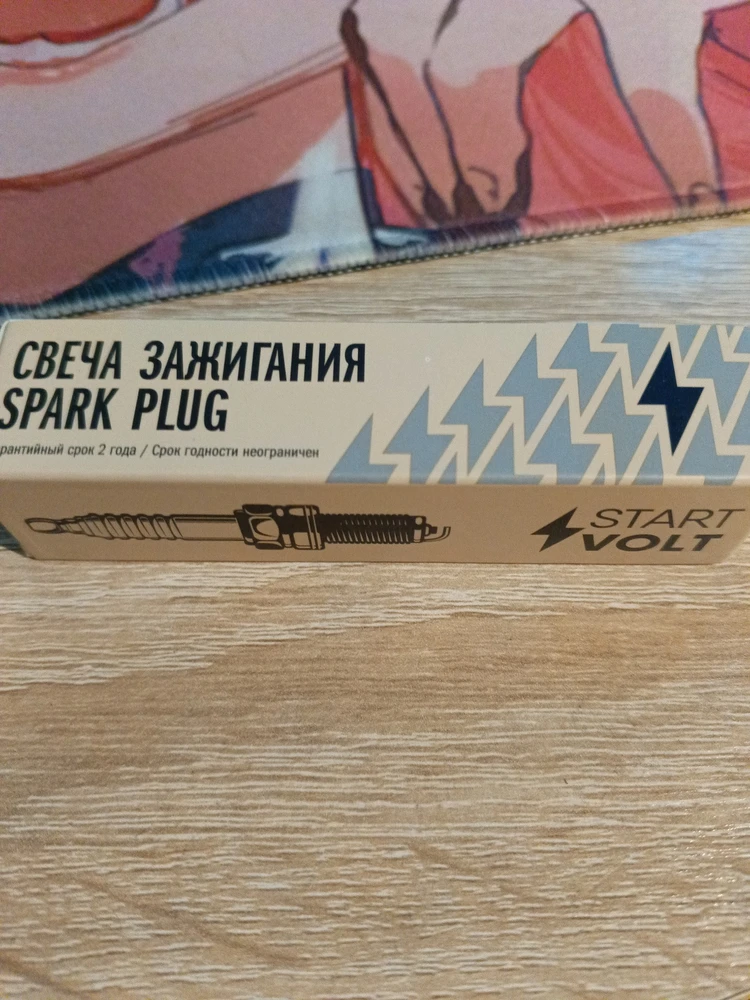 СВЕЧА ЗАЖИГАНИЯ
SPARK PLUG
рантийный срок 2 года / Срок годности неограничен
START
VOLT